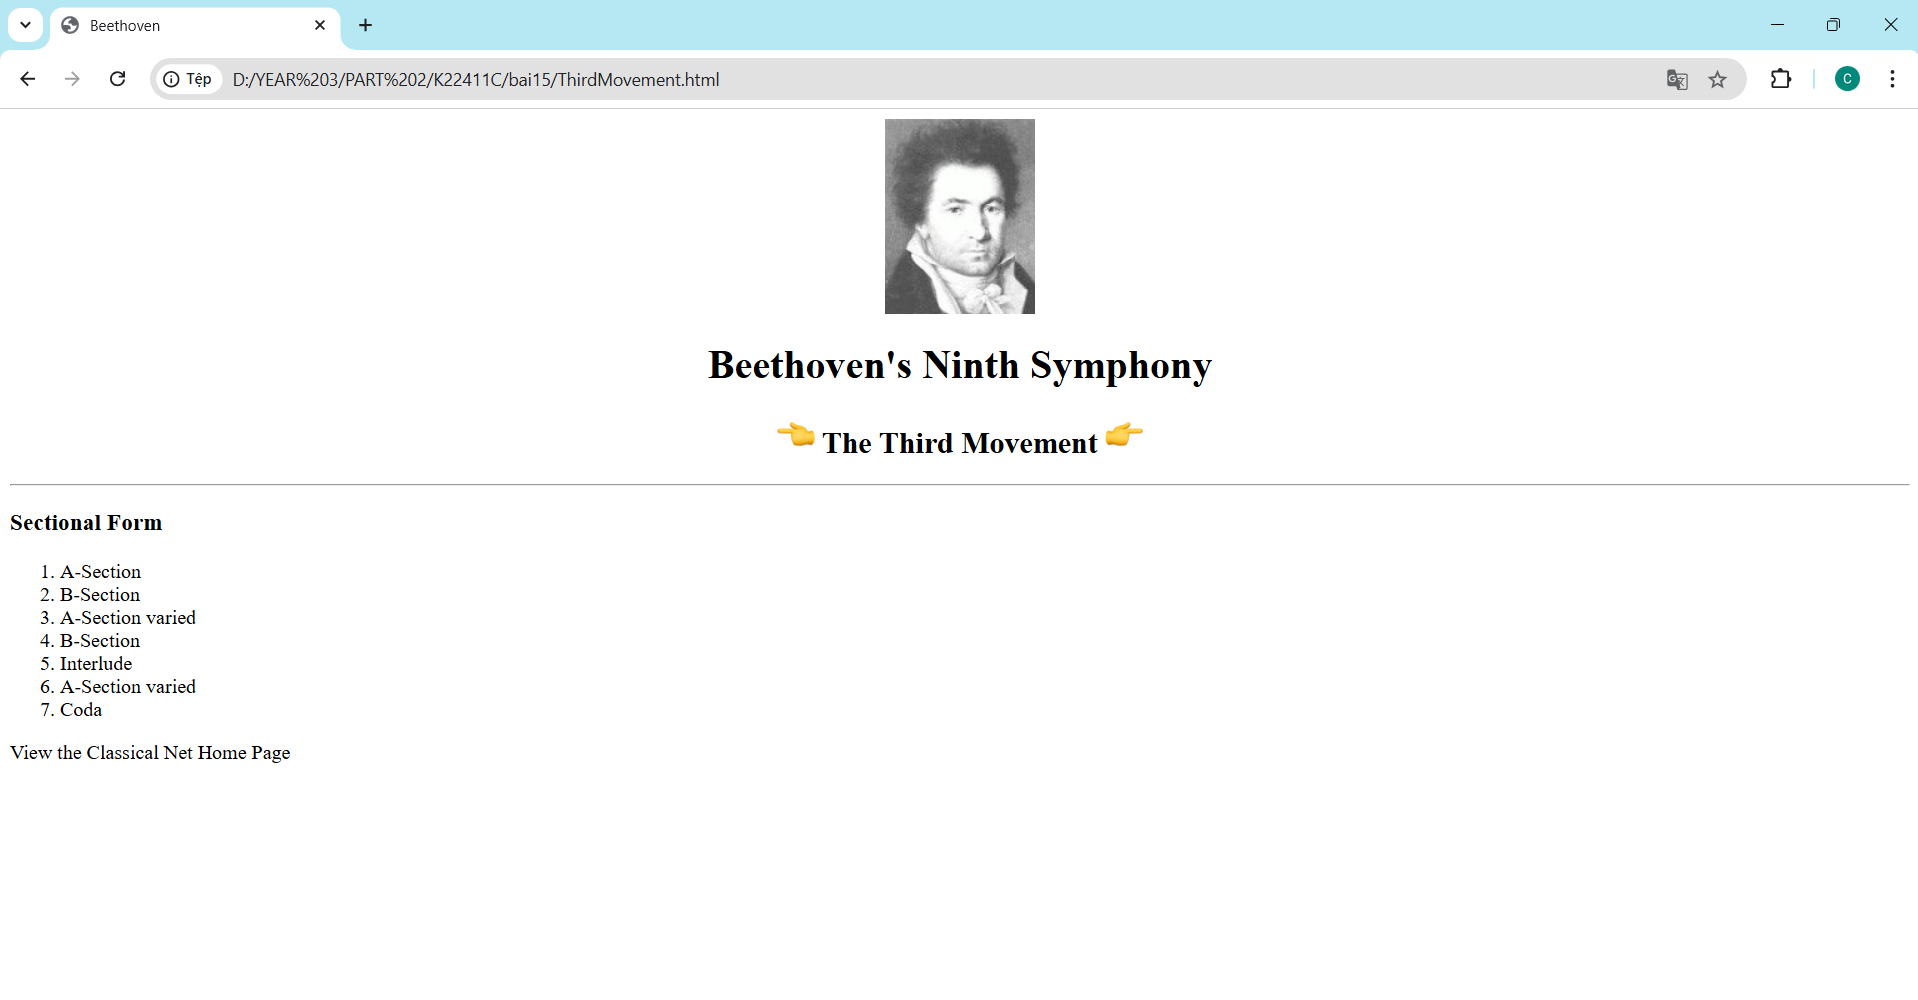 Beethoven
Tệp D:/YEAR%203/PART%202/K22411C/bai15/ThirdMovement.html
C
Beethoven's Ninth Symphony
👈 The Third Movement 👉
Sectional Form
1. A-Section
2. B-Section
3. A-Section varied
4. B-Section
5. Interlude
6. A-Section varied
7. Coda
View the Classical Net Home Page